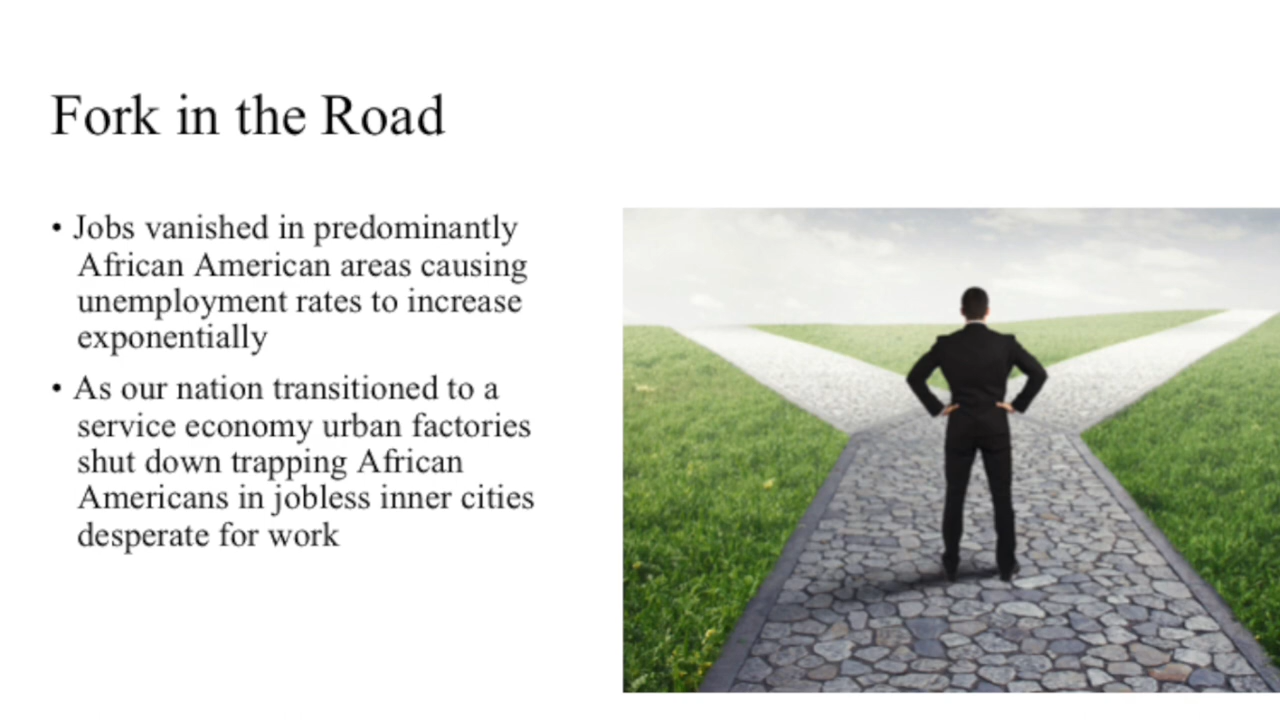 Fork in the Road
• Jobs vanished in predominantly
African American areas causing
unemployment rates to increase
exponentially
• As our nation transitioned to a
service economy urban factories
shut down trapping African
Americans in jobless inner cities
desperate for work